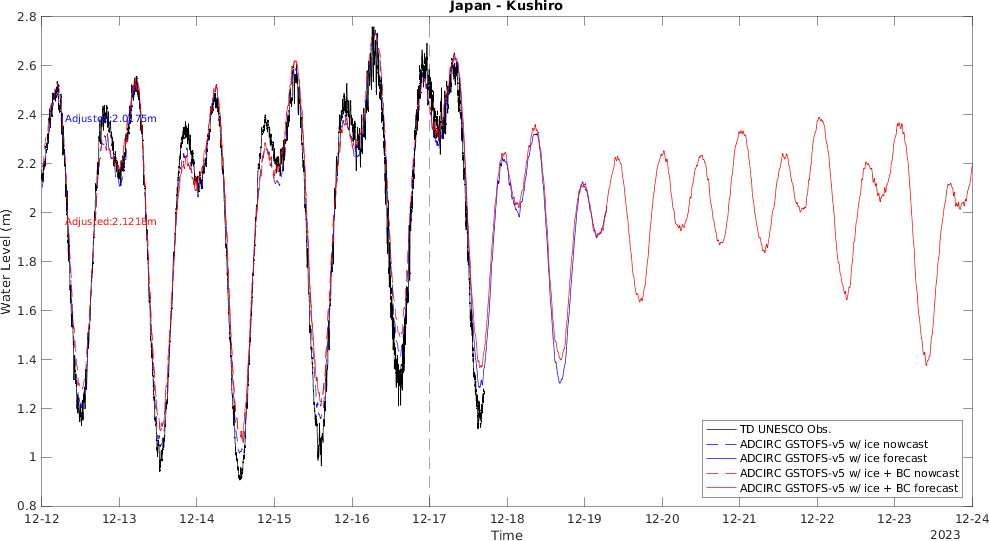 Japan - Kushiro
2.8
2.6
2.4
2.2
2
1.8
1.6
1.4
1.2
1
0.8
Water Level (m)
Adjusted:2.0175m
Adjusted:2.1218m
TD UNESCO Obs.
ADCIRC GSTOFS-v5 w/ ice nowcast
ADCIRC GSTOFS-v5 w/ ice forecast
ADCIRC GSTOFS-v5 w/ ice + BC nowcast
ADCIRC GSTOFS-v5 w/ ice + BC forecast
12-12 12-13 12-14 12-15 12-16 12-17 12-18 12-19 12-20 12-21 12-22 12-23 12-24
Time
2023